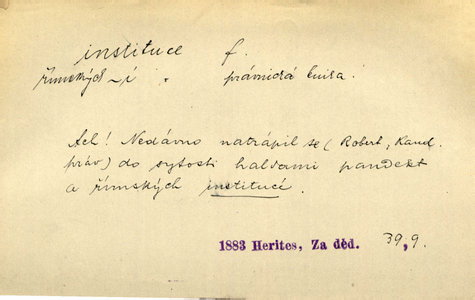 instituce f.
římských ~í . právnická kniha.
Ach! Nedávno natrápil se (Robert, Kand.
práv) do sytosti haldami pandekt
a římských institucí.
1883 Herites, Za děd. 39, 9.